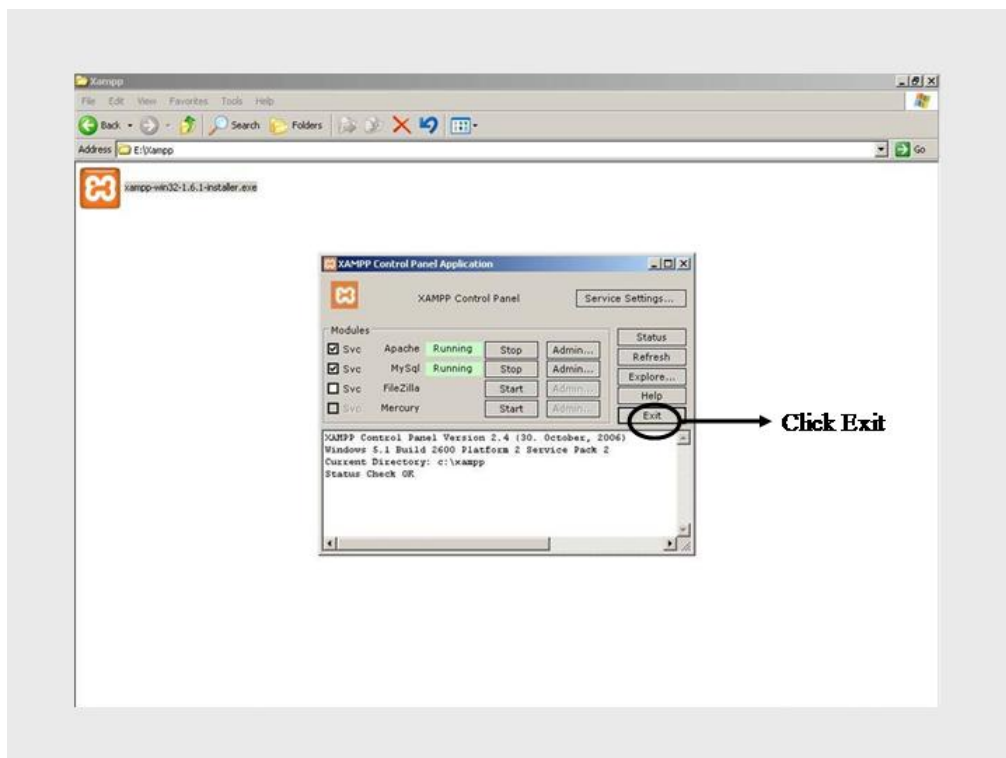 Xampp
File Edit View Favorites Tools Help
Back Search Folders
Address E:\Xampp Go
xampp-win32-1.6.1-installer.exe
XAMPP Control Panel Application
XAMPP Control Panel Service Settings...
Modules
Svc Apache Running Stop Admin...
Svc MySql Running Stop Admin...
Svc FileZilla Start Admin...
Svc Mercury Start Admin...
Status
Refresh
Explore...
Help
Exit
Click Exit
XAMPP Control Panel Version 2.4 (30. October, 2006)
Windows 5.1 Build 2600 Platform 2 Service Pack 2
Current Directory: c:\xampp
Status Check OK